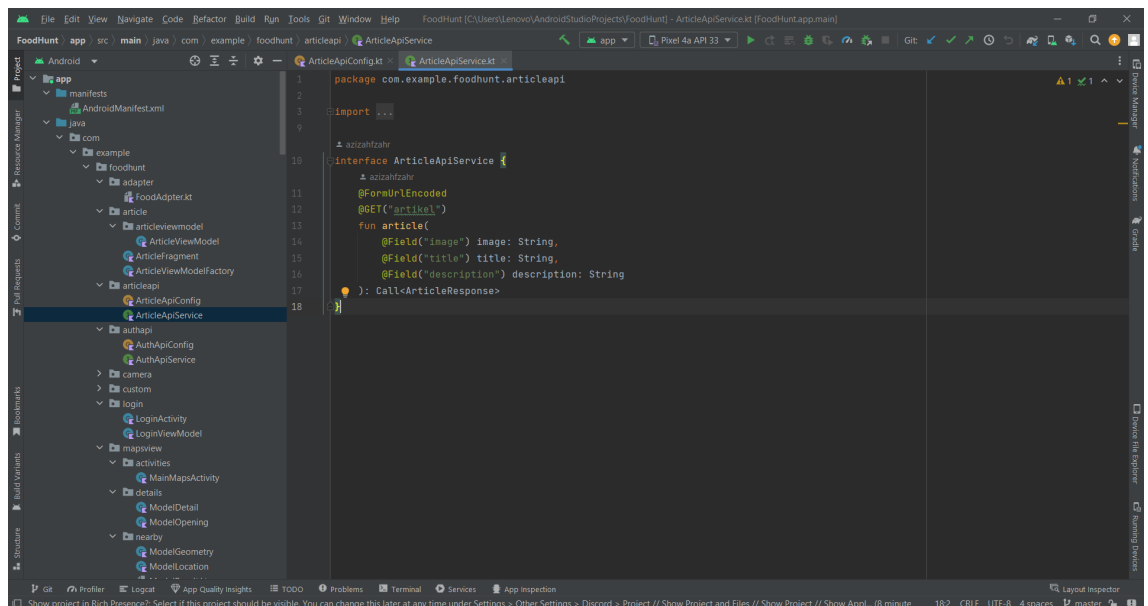 File Edit View Navigate Code Refactor Build Run Tools Git Window Help FoodHunt [C:\Users\Lenovo\AndroidStudioProjects\FoodHunt] - ArticleApiService.kt [FoodHunt.app.main]
FoodHunt app src main java com example foodhunt articleapi ArticleApiService app Pixel 4a API 33 Git:
Project
Android
ArticleApiConfig.kt
ArticleApiService.kt
app
manifests
AndroidManifest.xml
java
com
example
foodhunt
adapter
FoodAdpter.kt
article
articleviewmodel
ArticleViewModel
ArticleFragment
ArticleViewModelFactory
articleapi
ArticleApiConfig
ArticleApiService
authapi
AuthApiConfig
AuthApiService
camera
custom
login
LoginActivity
LoginViewModel
mapsview
activities
MainMapsActivity
details
ModelDetail
ModelOpening
nearby
ModelGeometry
ModelLocation
Resource Manager
Commit
Pull Requests
Bookmarks
Build Variants
Structure
1 package com.example.foodhunt.articleapi
2
3 import ...
9
azizahfzahr
10 interface ArticleApiService {
azizahfzahr
11 @FormUrlEncoded
12 @GET("artikel")
13 fun article(
14 @Field("image") image: String,
15 @Field("title") title: String,
16 @Field("description") description: String
17 ): Call<ArticleResponse>
18 }
1 1
Device Manager
Notifications
Gradle
Device File Explorer
Running Devices
Git Profiler Logcat App Quality Insights TODO Problems Terminal Services App Inspection Layout Inspector
Show project in Rich Presence?: Select if this project should be visible. You can change this later at any time under Settings > Other Settings > Discord > Project // Show Project and Files // Show Project // Show Appl.. (8 minute 18:2 CRLF UTF-8 4 spaces master